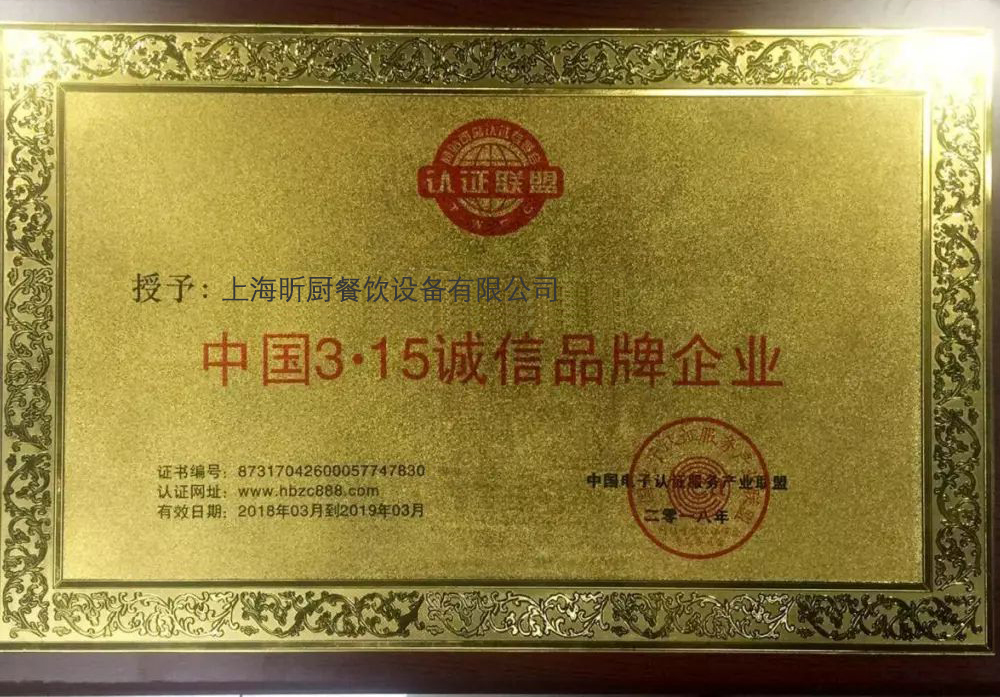 认证联盟
授予：上海昕厨餐饮设备有限公司
中国3·15诚信品牌企业
证书编号：87317042600057747830
认证网址：www.hbzc888.com
有效日期：2018年03月到2019年03月
中国电子认证服务产业联盟
二零一八年